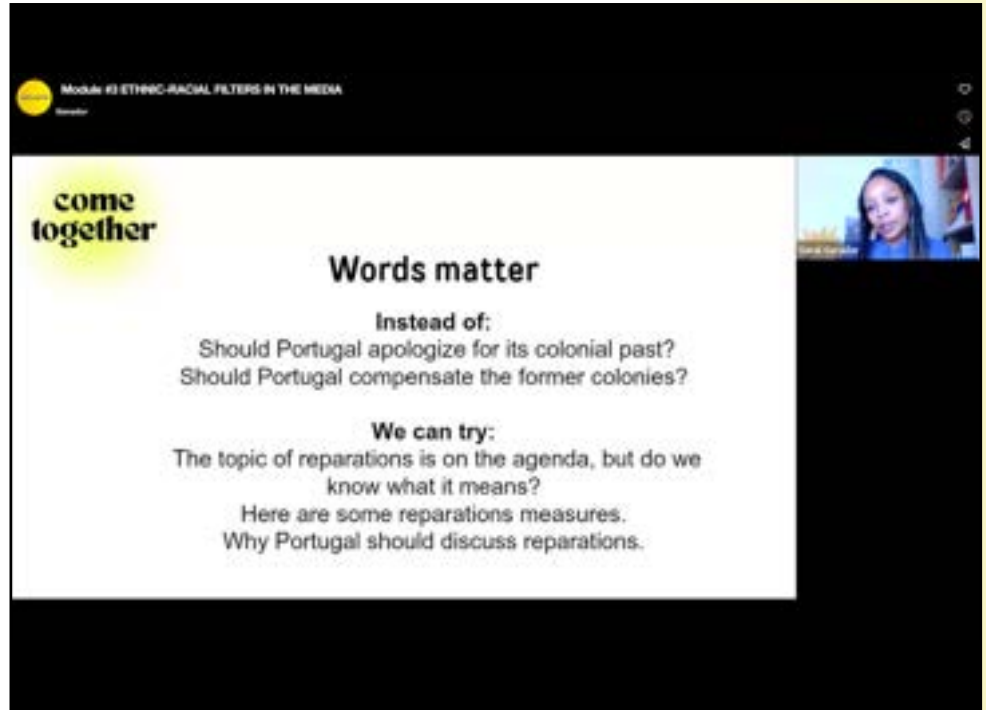 Module #3 ETHNIC-RACIAL FILTERS IN THE MEDIA
come
together
Words matter
Instead of:
Should Portugal apologize for its colonial past?
Should Portugal compensate the former colonies?
We can try:
The topic of reparations is on the agenda, but do we
know what it means?
Here are some reparations measures.
Why Portugal should discuss reparations.